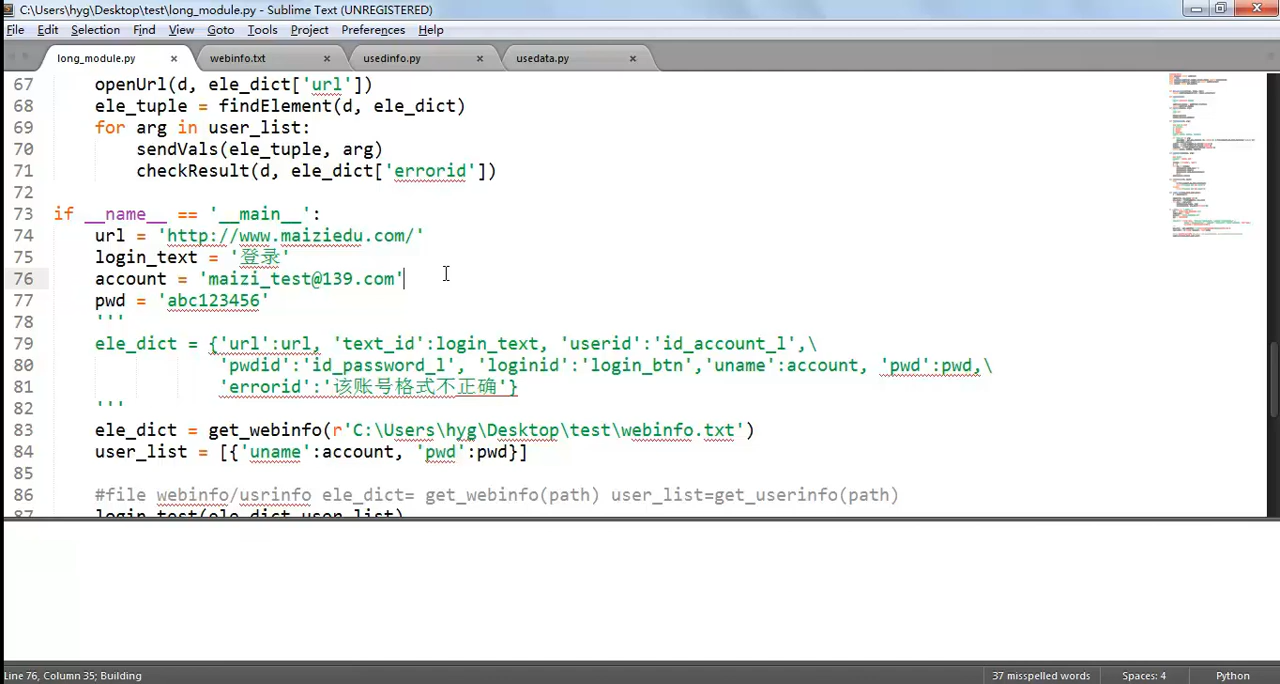 C:\Users\hyg\Desktop\test\long_module.py - Sublime Text (UNREGISTERED)
File Edit Selection Find View Goto Tools Project Preferences Help
long_module.py × webinfo.txt × usedinfo.py × usedata.py ×
67 openUrl(d, ele_dict['url'])
68 ele_tuple = findElement(d, ele_dict)
69 for arg in user_list:
70 sendVals(ele_tuple, arg)
71 checkResult(d, ele_dict['errorid'])
72
73 if __name__ == '__main__':
74 url = 'http://www.maiziedu.com/'
75 login_text = '登录'
76 account = 'maizi_test@139.com'
77 pwd = 'abc123456'
78 '''
79 ele_dict = {'url':url, 'text_id':login_text, 'userid':'id_account_l',\
80 'pwdid':'id_password_l', 'loginid':'login_btn','uname':account, 'pwd':pwd,\
81 'errorid':'该账号格式不正确'}
82 '''
83 ele_dict = get_webinfo(r'C:\Users\hyg\Desktop\test\webinfo.txt')
84 user_list = [{'uname':account, 'pwd':pwd}]
85
86 #file webinfo/usrinfo ele_dict= get_webinfo(path) user_list=get_userinfo(path)
87 login_test(ele_dict,user_list)
Line 76, Column 35; Building 37 misspelled words Spaces: 4 Python